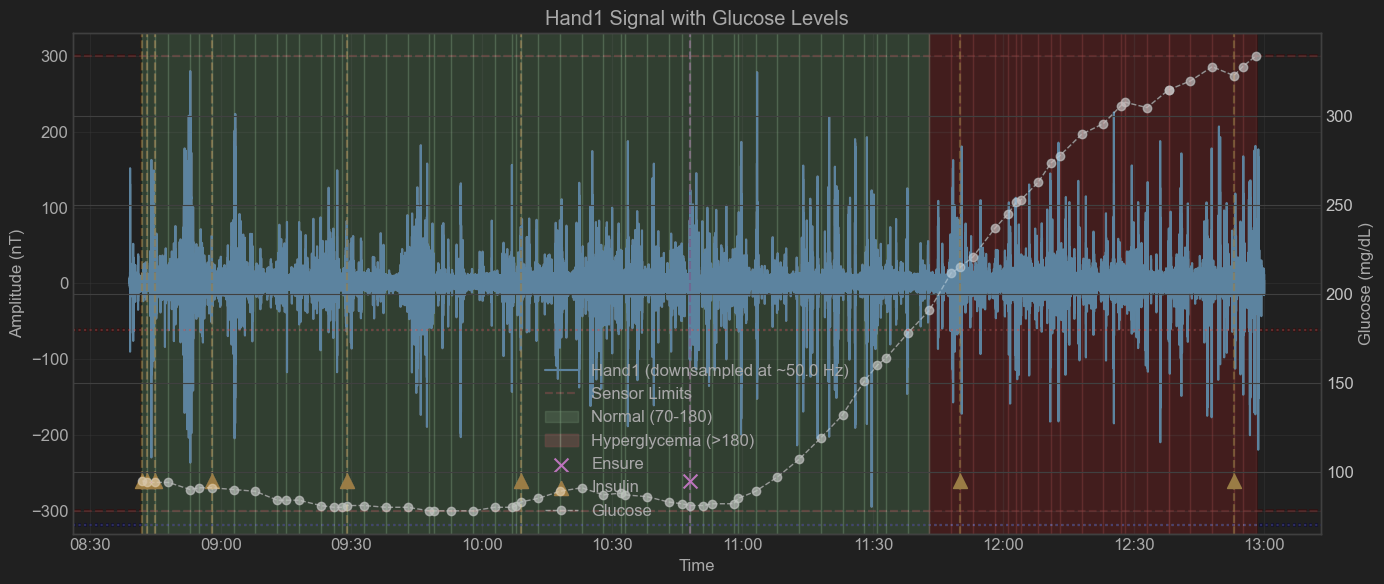 Hand1 Signal with Glucose Levels
300
200
100
0
−100
−200
−300
Amplitude (nT)
300
250
200
150
100
Glucose (mg/dL)
Hand1 (downsampled at ~50.0 Hz)
Sensor Limits
Normal (70-180)
Hyperglycemia (>180)
Ensure
Insulin
Glucose
08:30 09:00 09:30 10:00 10:30 11:00 11:30 12:00 12:30 13:00
Time